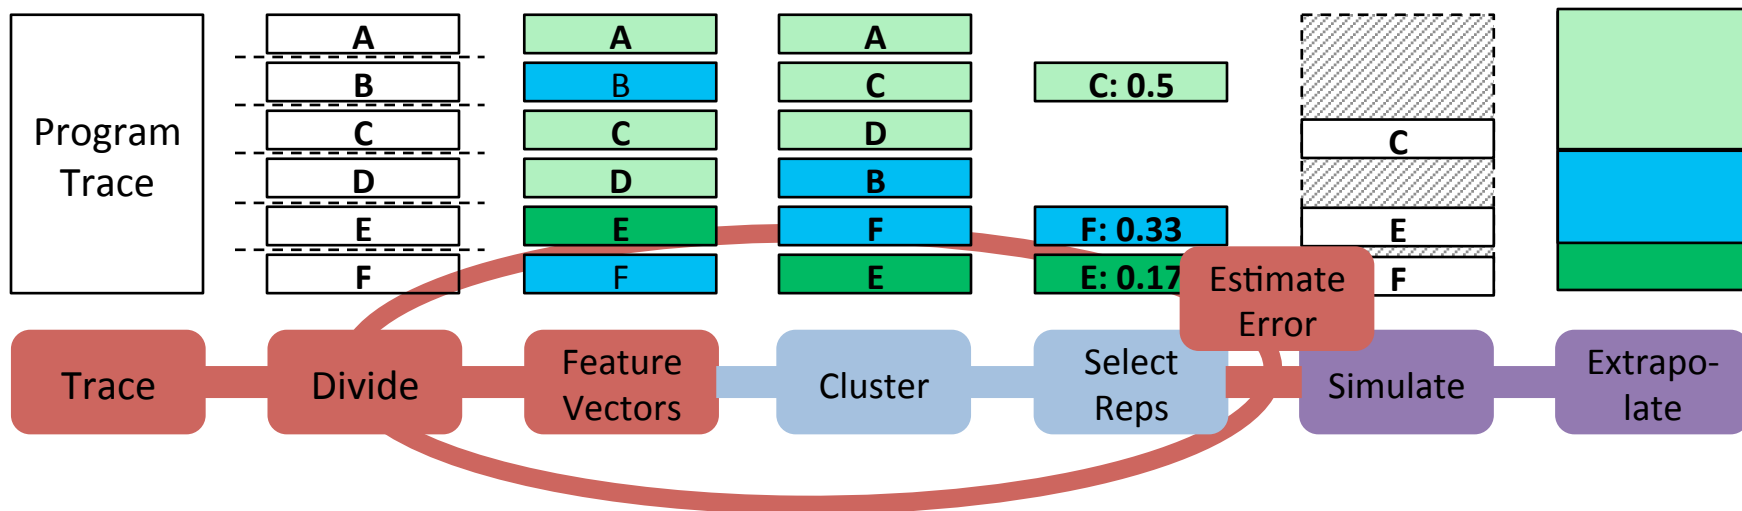 Program
Trace
A
B
C
D
E
F
A
B
C
D
E
F
A
C
D
B
F
E
C: 0.5
F: 0.33
E: 0.17
C
E
F
Estimate
Error
Trace
Divide
Feature
Vectors
Cluster
Select
Reps
Simulate
Extrapo-
late